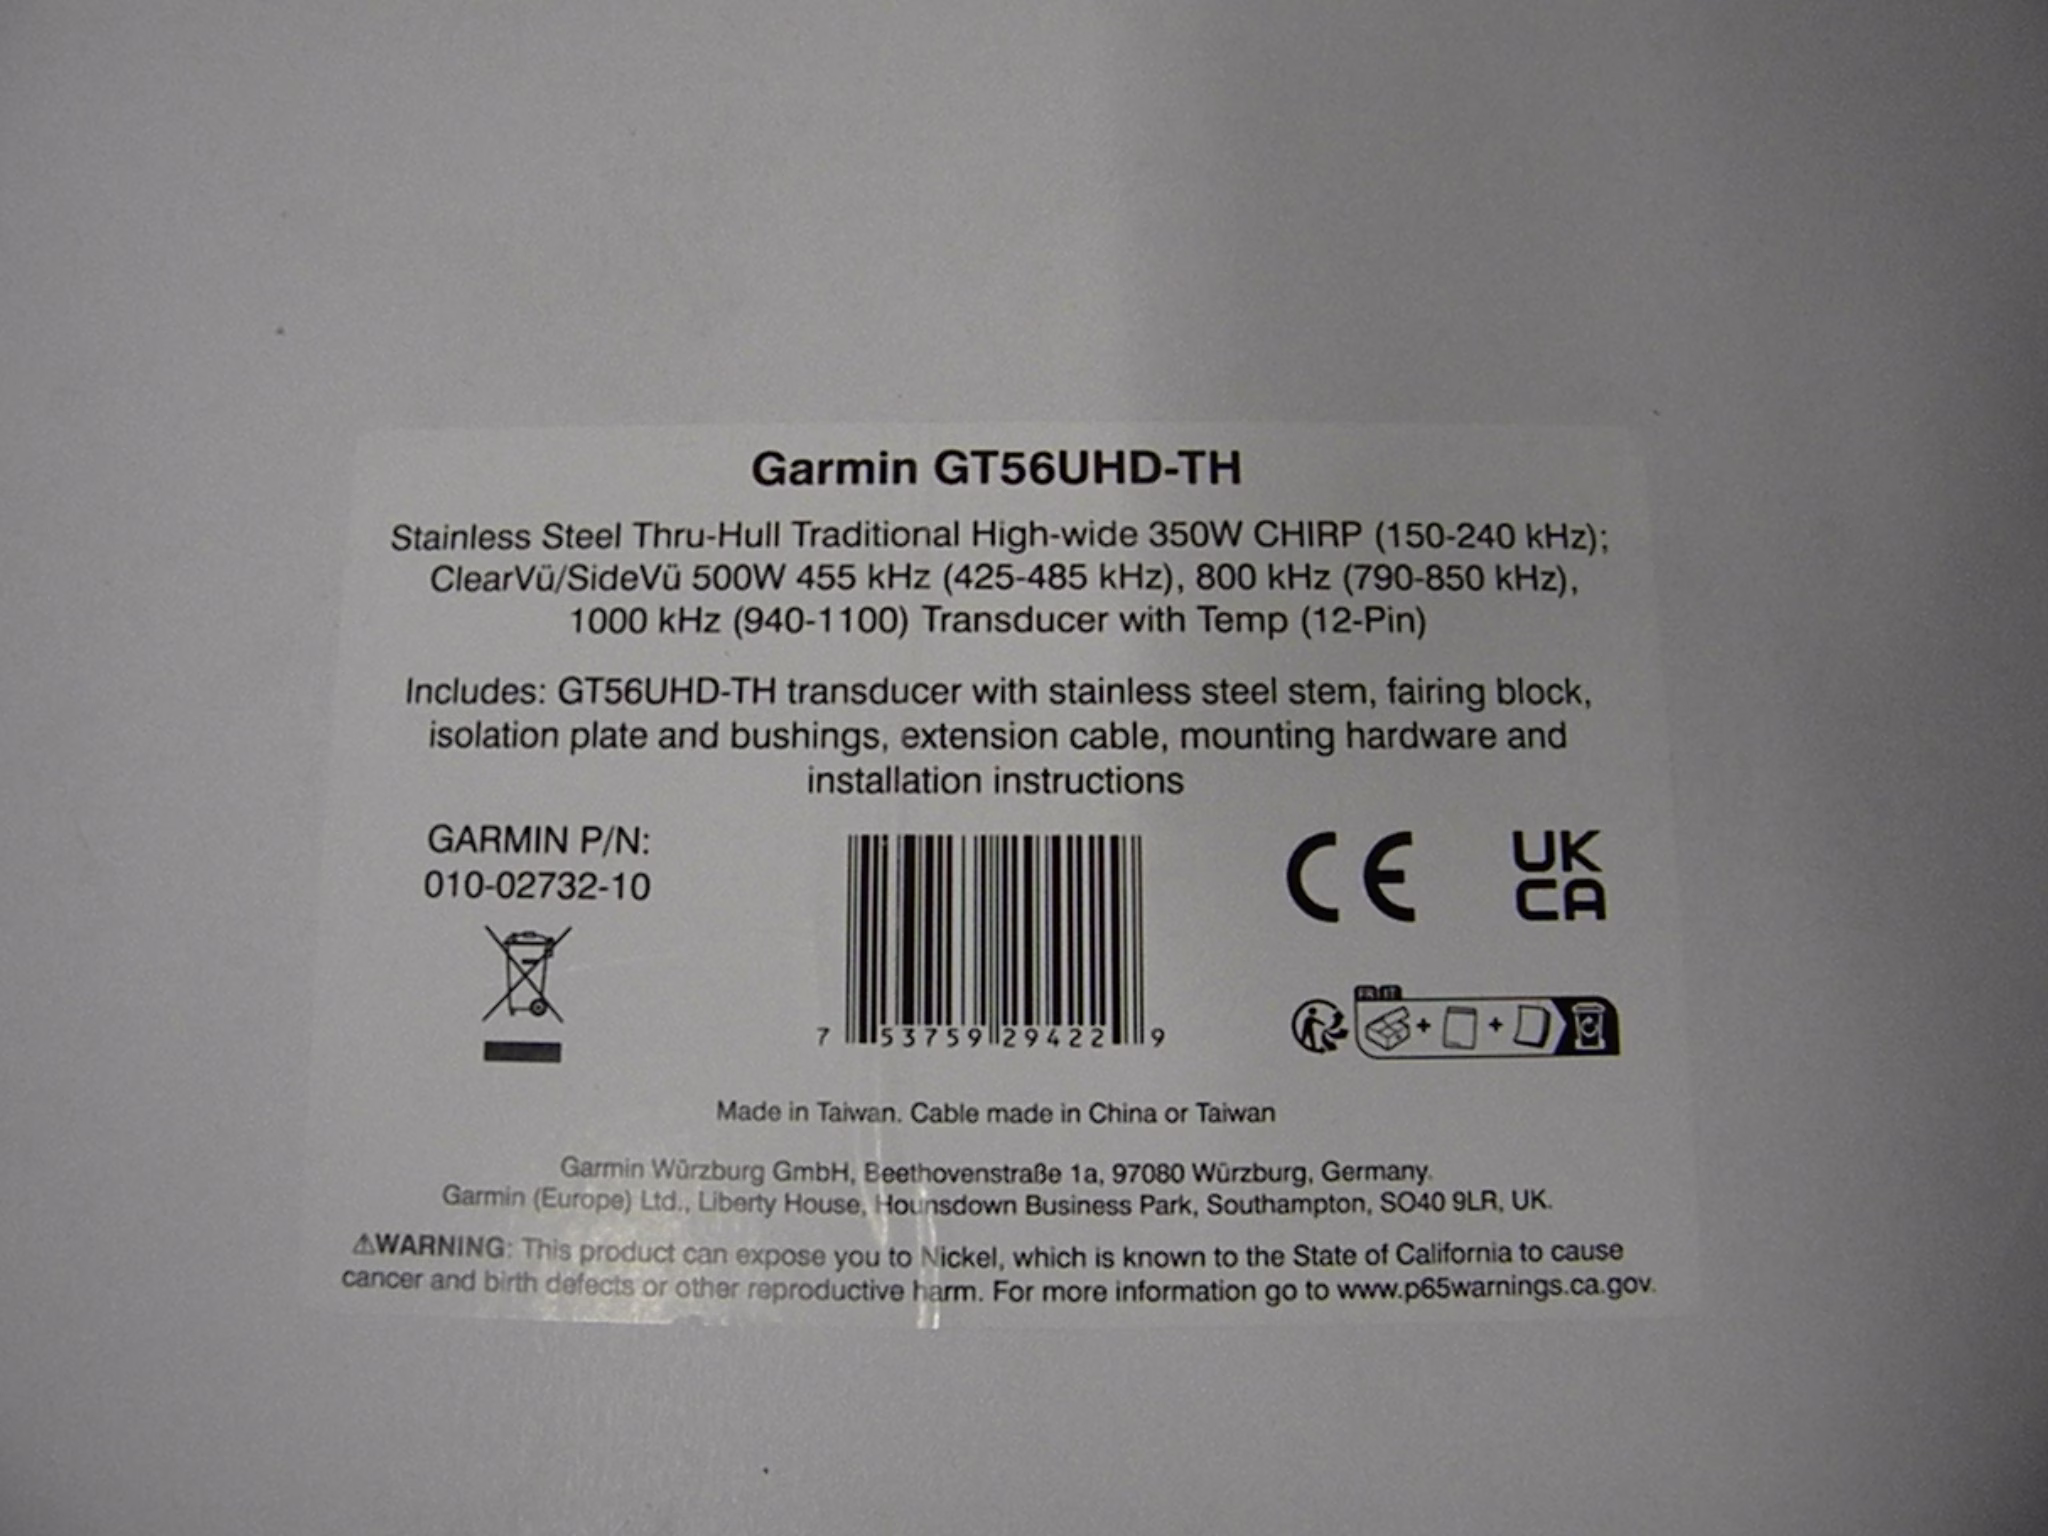 Garmin GT56UHD-TH
Stainless Steel Thru-Hull Traditional High-wide 350W CHIRP (150-240 kHz);
ClearVü/SideVü 500W 455 kHz (425-485 kHz), 800 kHz (790-850 kHz),
1000 kHz (940-1100) Transducer with Temp (12-Pin)
Includes: GT56UHD-TH transducer with stainless steel stem, fairing block,
isolation plate and bushings, extension cable, mounting hardware and
installation instructions
GARMIN P/N:
010-02732-10
7 53759 29422 9
CE
UK
CA
FR IT
Made in Taiwan. Cable made in China or Taiwan
Garmin Würzburg GmbH, Beethovenstraße 1a, 97080 Würzburg, Germany.
Garmin (Europe) Ltd., Liberty House, Hounsdown Business Park, Southampton, SO40 9LR, UK.
⚠WARNING: This product can expose you to Nickel, which is known to the State of California to cause
cancer and birth defects or other reproductive harm. For more information go to www.p65warnings.ca.gov.